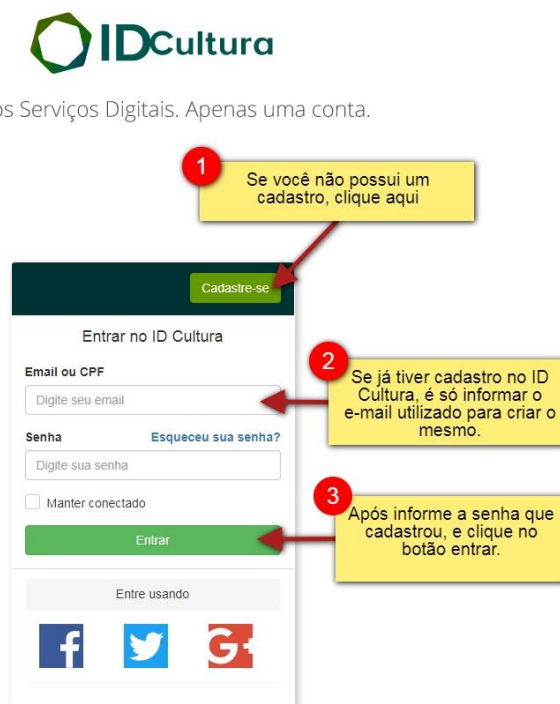 IDCultura
os Serviços Digitais. Apenas uma conta.
1
Se você não possui um
cadastro, clique aqui
Cadastre-se
Entrar no ID Cultura
Email ou CPF
Digite seu email
2
Se já tiver cadastro no ID
Cultura, é só informar o
e-mail utilizado para criar o
mesmo.
Senha Esqueceu sua senha?
Digite sua senha
Manter conectado
3
Após informe a senha que
cadastrou, e clique no
botão entrar.
Entrar
Entre usando
f
G+